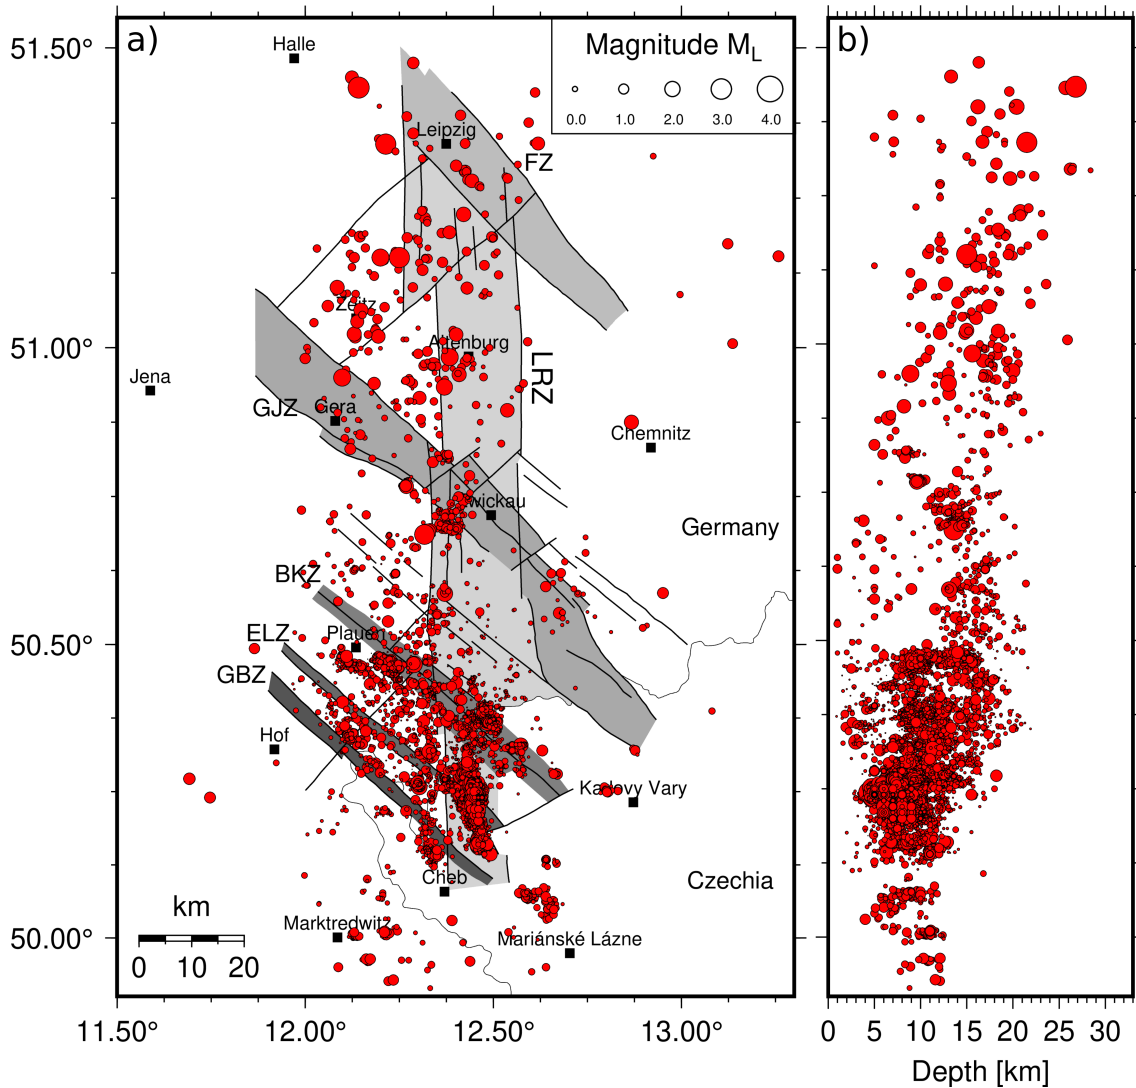 a)
b)
Magnitude M_L
0.0 1.0 2.0 3.0 4.0
51.50°
51.00°
50.50°
50.00°
Halle
Leipzig
FZ
Zeitz
Altenburg
LRZ
Jena
GJZ
Gera
Chemnitz
Zwickau
Germany
BKZ
ELZ
Plauen
GBZ
Hof
Karlovy Vary
Cheb
Czechia
km
Marktredwitz
Mariánské Lázne
0 10 20
11.50° 12.00° 12.50° 13.00°
0 5 10 15 20 25 30
Depth [km]